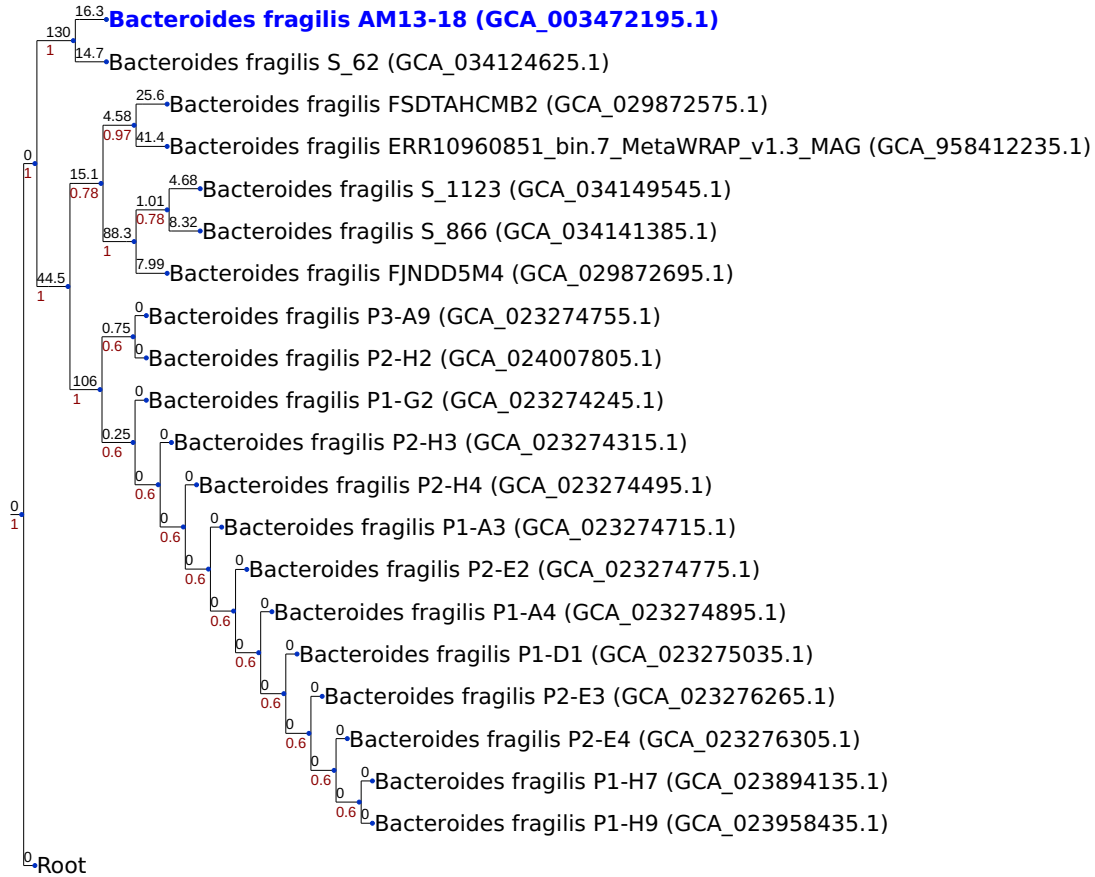 16.3
Bacteroides fragilis AM13-18 (GCA_003472195.1)
130
1
14.7
Bacteroides fragilis S_62 (GCA_034124625.1)
25.6
Bacteroides fragilis FSDTAHCMB2 (GCA_029872575.1)
4.58
0.97
41.4
Bacteroides fragilis ERR10960851_bin.7_MetaWRAP_v1.3_MAG (GCA_958412235.1)
0
1
15.1
0.78
4.68
Bacteroides fragilis S_1123 (GCA_034149545.1)
1.01
0.78
8.32
Bacteroides fragilis S_866 (GCA_034141385.1)
88.3
1
7.99
Bacteroides fragilis FJNDD5M4 (GCA_029872695.1)
44.5
1
0
Bacteroides fragilis P3-A9 (GCA_023274755.1)
0.75
0.6
0
Bacteroides fragilis P2-H2 (GCA_024007805.1)
106
1
0
Bacteroides fragilis P1-G2 (GCA_023274245.1)
0.25
0.6
0
Bacteroides fragilis P2-H3 (GCA_023274315.1)
0
0.6
0
Bacteroides fragilis P2-H4 (GCA_023274495.1)
0
1
0
0.6
0
Bacteroides fragilis P1-A3 (GCA_023274715.1)
0
0.6
0
Bacteroides fragilis P2-E2 (GCA_023274775.1)
0
0.6
0
Bacteroides fragilis P1-A4 (GCA_023274895.1)
0
0.6
0
Bacteroides fragilis P1-D1 (GCA_023275035.1)
0
0.6
0
Bacteroides fragilis P2-E3 (GCA_023276265.1)
0
0.6
0
Bacteroides fragilis P2-E4 (GCA_023276305.1)
0
0.6
0
Bacteroides fragilis P1-H7 (GCA_023894135.1)
0
0.6
0
Bacteroides fragilis P1-H9 (GCA_023958435.1)
0
Root